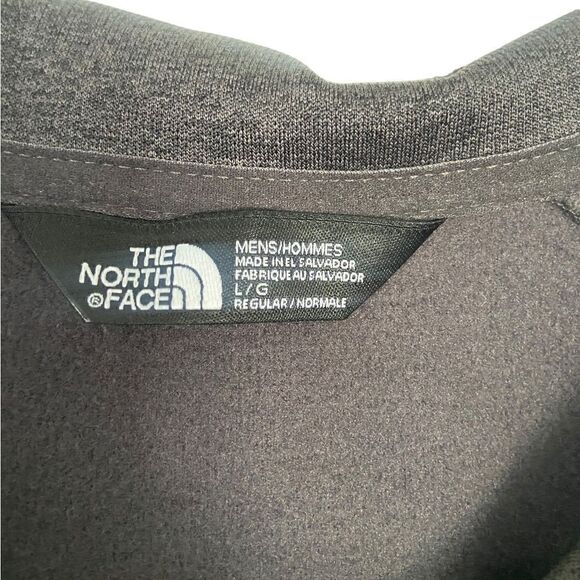 THE
NORTH
®FACE
MENS/HOMMES
MADE IN EL SALVADOR
FABRIQUE AU SALVADOR
L/G
REGULAR/NORMALE